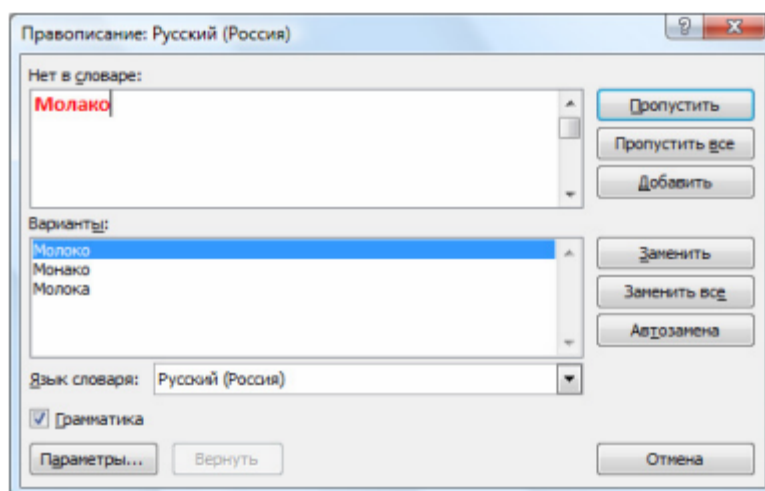 Правописание: Русский (Россия)
Нет в словаре:
Молако
Пропустить
Пропустить все
Добавить
Варианты:
Молоко
Монако
Молока
Заменить
Заменить все
Автозамена
Язык словаря: Русский (Россия)
Грамматика
Параметры... Вернуть Отмена